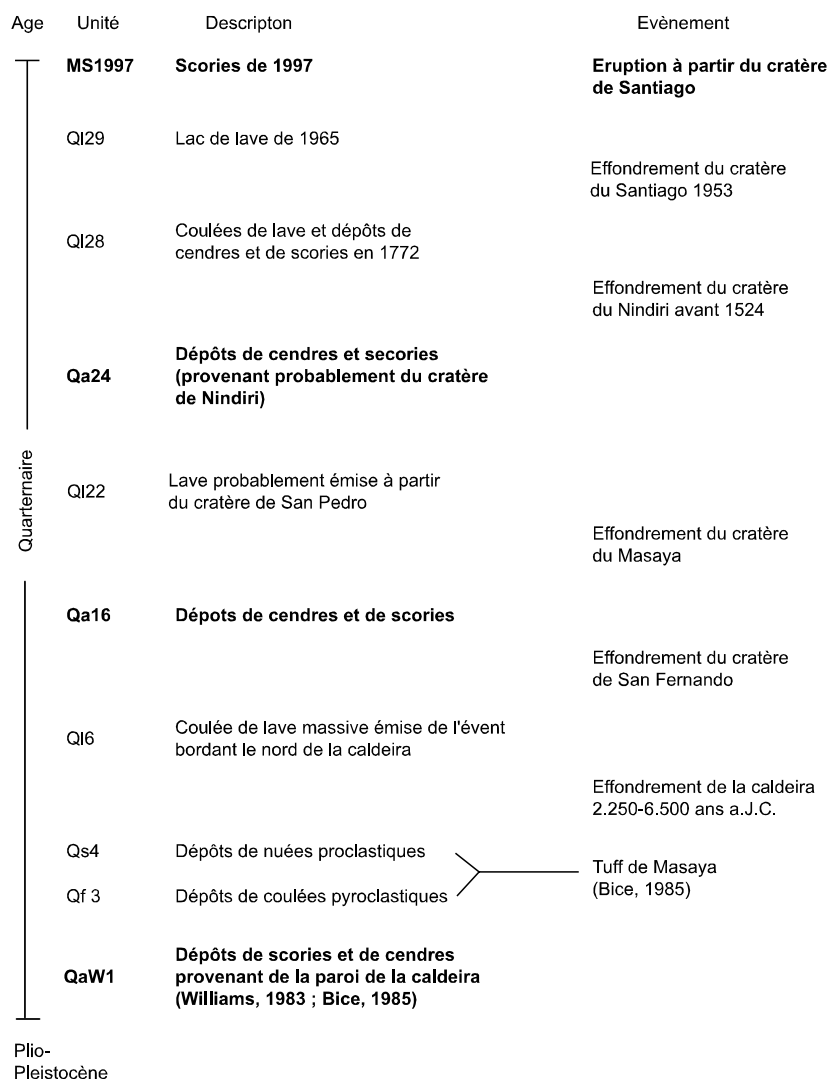 Age Unité Descripton Evènement
MS1997 Scories de 1997 Eruption à partir du cratère
de Santiago
Ql29 Lac de lave de 1965
Effondrement du cratère
du Santiago 1953
Ql28 Coulées de lave et dépôts de
cendres et de scories en 1772
Effondrement du cratère
du Nindiri avant 1524
Qa24 Dépôts de cendres et secories
(provenant probablement du cratère
de Nindiri)
Quarternaire
Ql22 Lave probablement émise à partir
du cratère de San Pedro
Effondrement du cratère
du Masaya
Qa16 Dépots de cendres et de scories
Effondrement du cratère
de San Fernando
Ql6 Coulée de lave massive émise de l'évent
bordant le nord de la caldeira
Effondrement de la caldeira
2.250-6.500 ans a.J.C.
Qs4 Dépôts de nuées proclastiques
Tuff de Masaya
(Bice, 1985)
Qf 3 Dépôts de coulées pyroclastiques
QaW1 Dépôts de scories et de cendres
provenant de la paroi de la caldeira
(Williams, 1983 ; Bice, 1985)
Plio-
Pleistocène